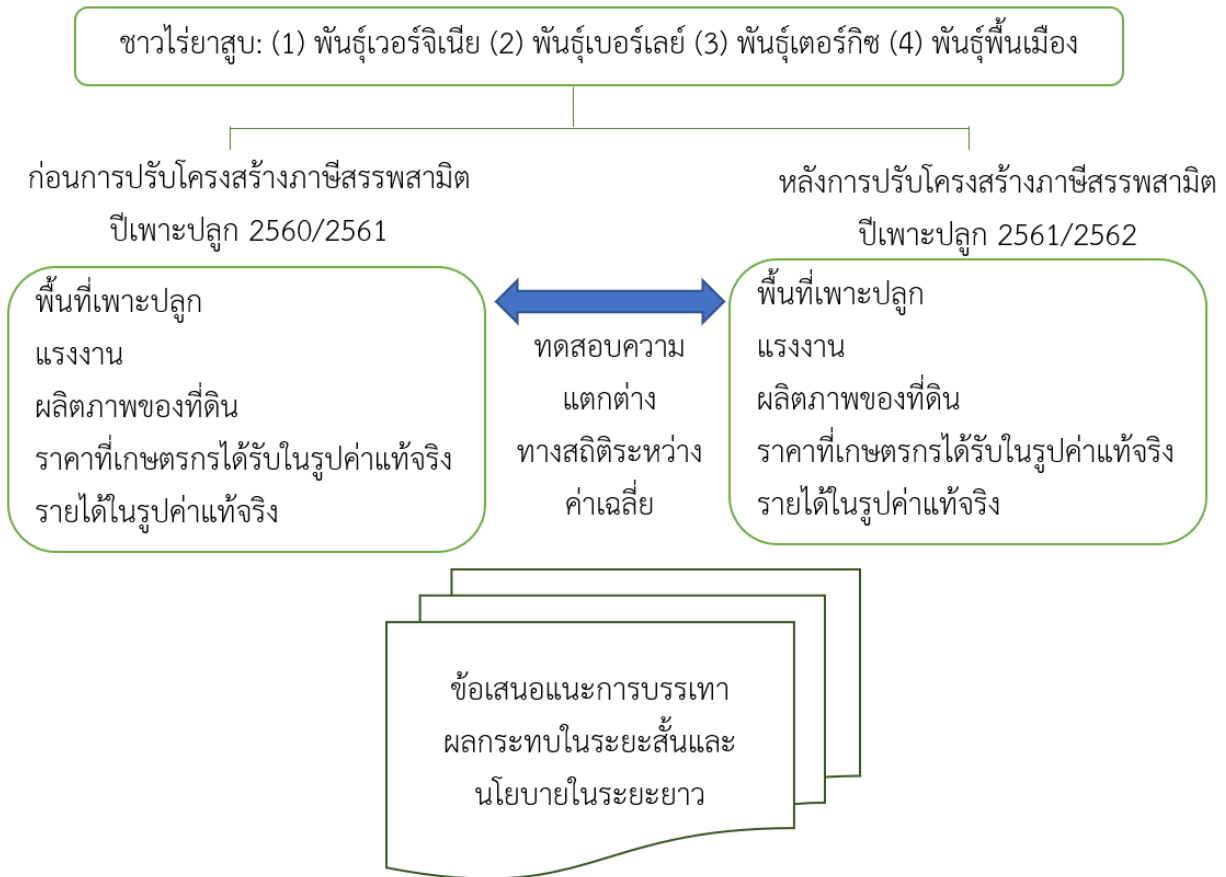 ชาวไร่ยาสูบ: (1) พันธุ์เวอร์จิเนีย (2) พันธุ์เบอร์เลย์ (3) พันธุ์เตอร์กิซ (4) พันธุ์พื้นเมือง
ก่อนการปรับโครงสร้างภาษีสรรพสามิต
ปีเพาะปลูก 2560/2561
พื้นที่เพาะปลูก
แรงงาน
ผลิตภาพของที่ดิน
ราคาที่เกษตรกรได้รับในรูปค่าแท้จริง
รายได้ในรูปค่าแท้จริง
ทดสอบความ
แตกต่าง
ทางสถิติระหว่าง
ค่าเฉลี่ย
หลังการปรับโครงสร้างภาษีสรรพสามิต
ปีเพาะปลูก 2561/2562
พื้นที่เพาะปลูก
แรงงาน
ผลิตภาพของที่ดิน
ราคาที่เกษตรกรได้รับในรูปค่าแท้จริง
รายได้ในรูปค่าแท้จริง
ข้อเสนอแนะการบรรเทา
ผลกระทบในระยะสั้นและ
นโยบายในระยะยาว